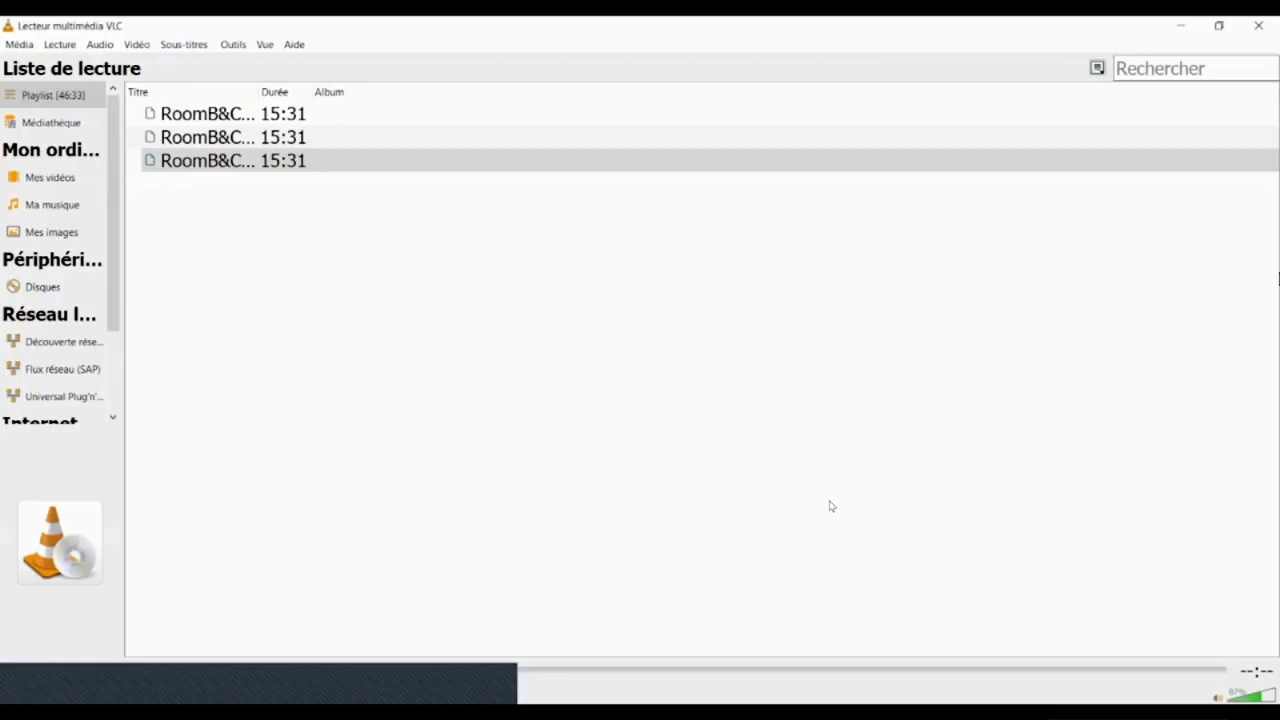 Lecteur multimédia VLC
Média Lecture Audio Vidéo Sous-titres Outils Vue Aide
Liste de lecture
Rechercher
Playlist [46:33]
Médiathèque
Mon ordi...
Mes vidéos
Ma musique
Mes images
Périphéri...
Disques
Réseau l...
Découverte rése...
Flux réseau (SAP)
Universal Plug'n'...
Internet
Titre Durée Album
RoomB&C... 15:31
RoomB&C... 15:31
RoomB&C... 15:31
--:--
87%